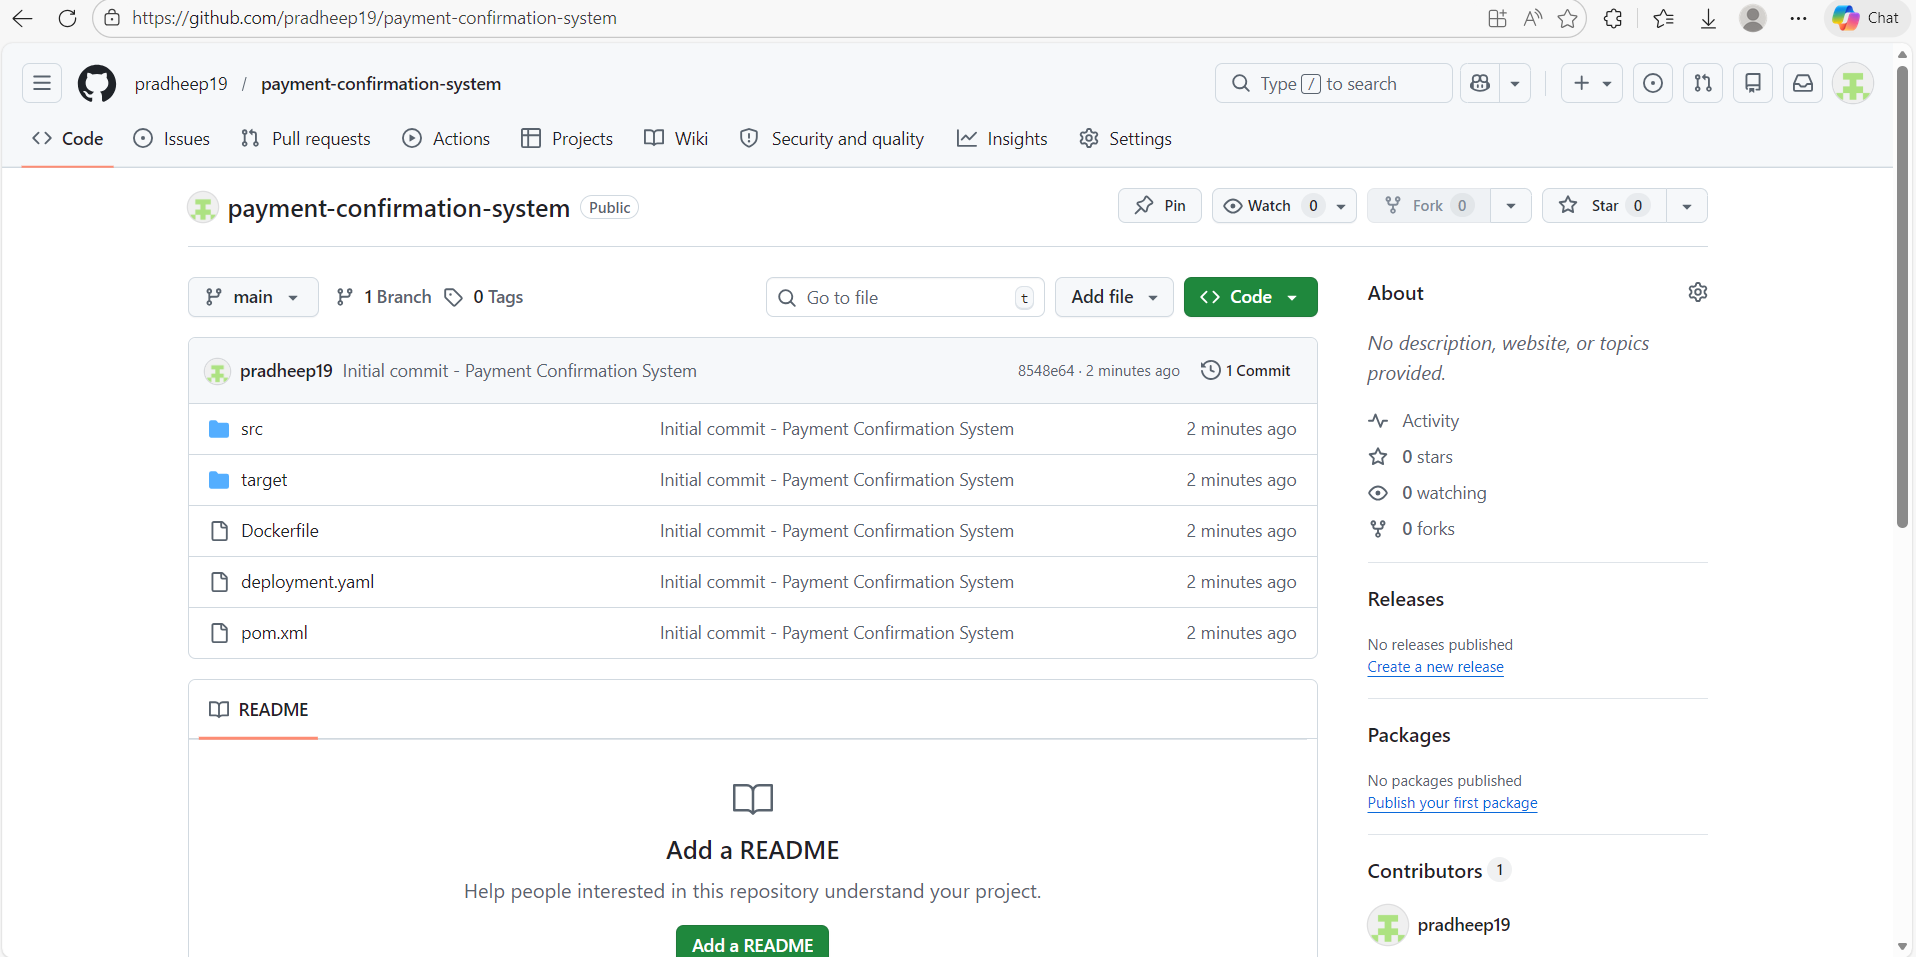 https://github.com/pradheep19/payment-confirmation-system
Chat
pradheep19 / payment-confirmation-system
Type / to search
Code Issues Pull requests Actions Projects Wiki Security and quality Insights Settings
payment-confirmation-system Public
Pin Watch 0 Fork 0 Star 0
main 1 Branch 0 Tags Go to file t Add file Code
pradheep19 Initial commit - Payment Confirmation System 8548e64 · 2 minutes ago 1 Commit
src Initial commit - Payment Confirmation System 2 minutes ago
target Initial commit - Payment Confirmation System 2 minutes ago
Dockerfile Initial commit - Payment Confirmation System 2 minutes ago
deployment.yaml Initial commit - Payment Confirmation System 2 minutes ago
pom.xml Initial commit - Payment Confirmation System 2 minutes ago
README
Add a README
Help people interested in this repository understand your project.
Add a README
About
No description, website, or topics
provided.
Activity
0 stars
0 watching
0 forks
Releases
No releases published
Create a new release
Packages
No packages published
Publish your first package
Contributors 1
pradheep19